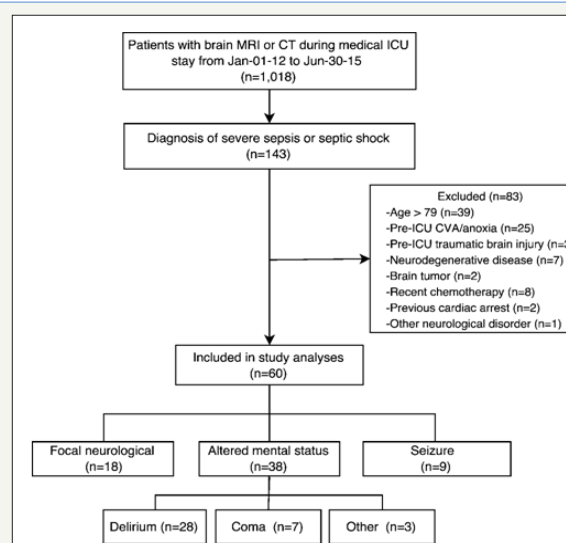 Patients with brain MRI or CT during medical ICU
stay from Jan-01-12 to Jun-30-15
(n=1,018)
Diagnosis of severe sepsis or septic shock
(n=143)
Excluded (n=83)
-Age > 79 (n=39)
-Pre-ICU CVA/anoxia (n=25)
-Pre-ICU traumatic brain injury
-Neurodegenerative disease (n=7)
-Brain tumor (n=2)
-Recent chemotherapy (n=8)
-Previous cardiac arrest (n=2)
-Other neurological disorder (n=1)
Included in study analyses
(n=60)
Focal neurological
(n=18)
Altered mental status
(n=38)
Seizure
(n=9)
Delirium (n=28)
Coma (n=7)
Other (n=3)